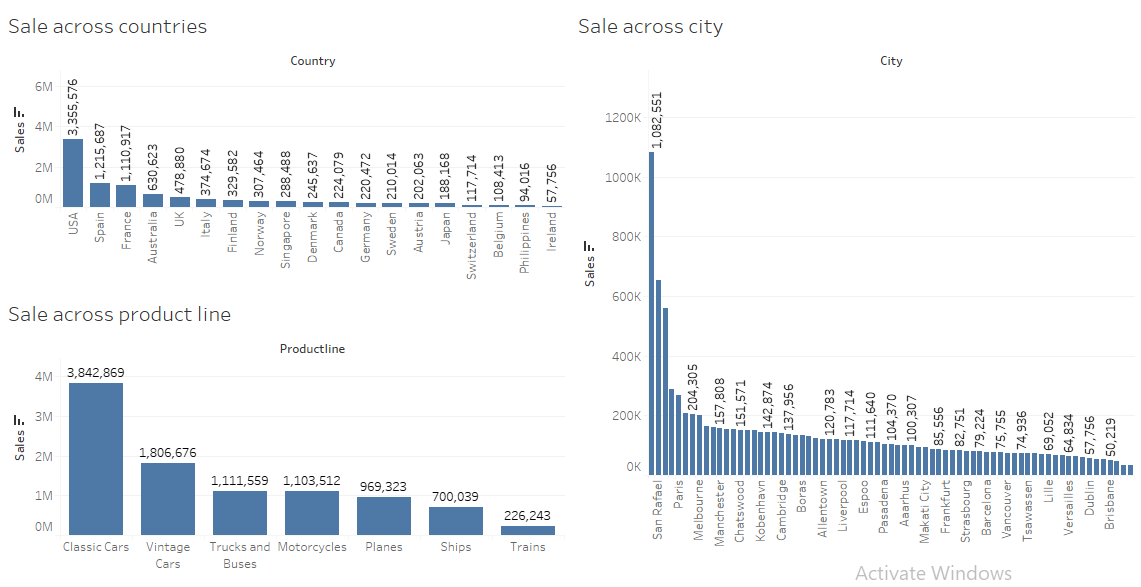 Sale across countries
Country
6M
4M
2M
0M
Sales
3,355,576
1,215,687
1,110,917
630,623
478,880
374,674
329,582
307,464
288,488
245,637
224,079
220,472
210,014
202,063
188,168
117,714
108,413
94,016
57,756
USA
Spain
France
Australia
UK
Italy
Finland
Norway
Singapore
Denmark
Canada
Germany
Sweden
Austria
Japan
Switzerland
Belgium
Philippines
Ireland
Sale across product line
Productline
4M
3M
2M
1M
0M
Sales
3,842,869
1,806,676
1,111,559
1,103,512
969,323
700,039
226,243
Classic Cars
Vintage
Cars
Trucks and
Buses
Motorcycles
Planes
Ships
Trains
Sale across city
City
1200K
1000K
800K
600K
400K
200K
0K
Sales
1,082,551
204,305
157,808
151,571
142,874
137,956
120,783
117,714
111,640
104,370
100,307
85,556
82,751
79,224
75,755
74,936
69,052
64,834
57,756
50,219
San Rafael
Paris
Melbourne
Manchester
Chatswood
Kobenhavn
Cambridge
Boras
Allentown
Liverpool
Espoo
Pasadena
Aaarhus
Makati City
Frankfurt
Strasbourg
Barcelona
Vancouver
Tsawassen
Lille
Versailles
Dublin
Brisbane
Activate Windows